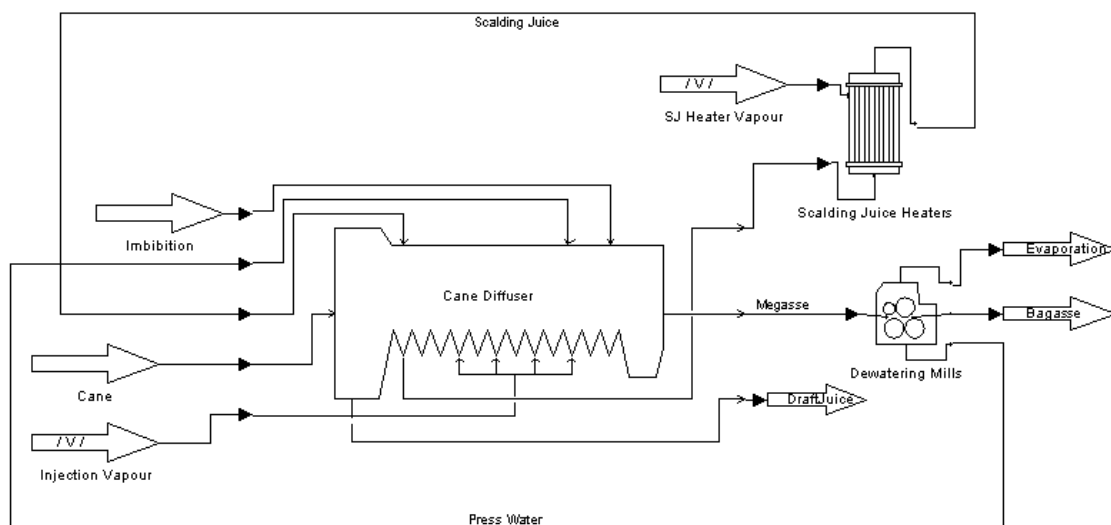 Scalding Juice
/V/
SJ Heater Vapour
Scalding Juice Heaters
Imbibition
Evaporation
Cane Diffuser
Megasse
Bagasse
Dewatering Mills
Cane
DraftJuice
/V/
Injection Vapour
Press Water